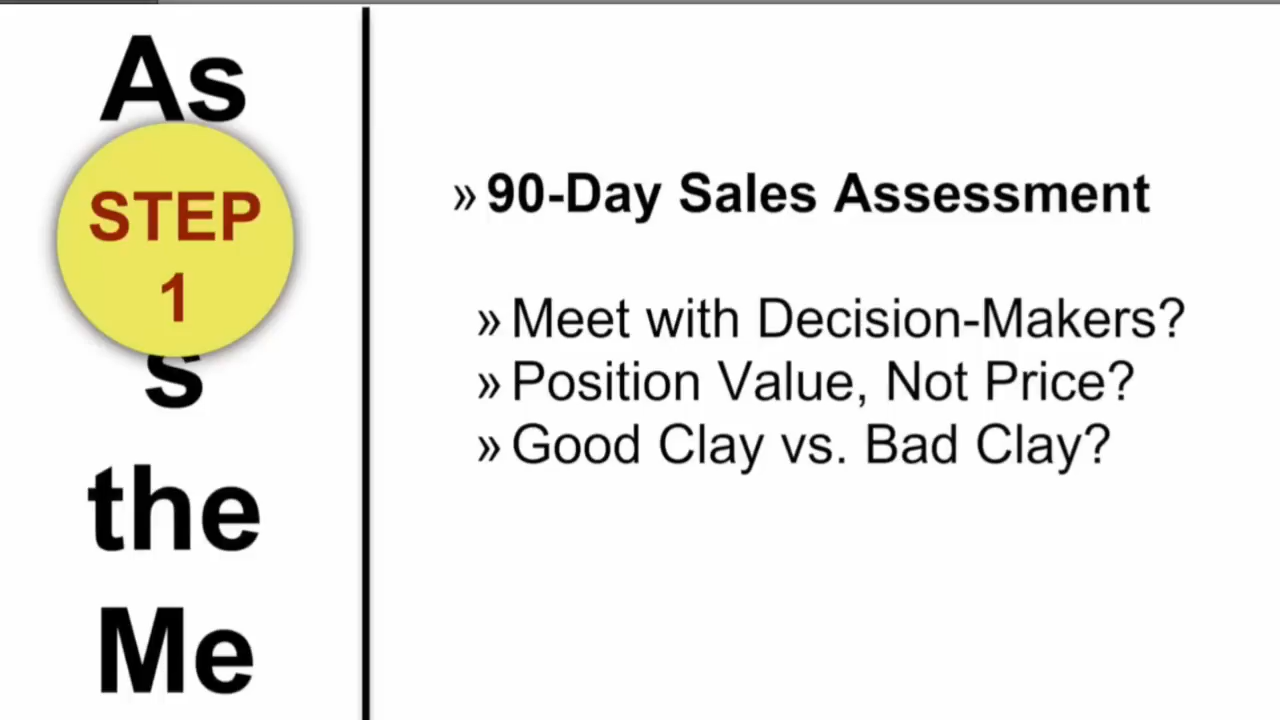 As
STEP
1
s
the
Me
» 90-Day Sales Assessment
» Meet with Decision-Makers?
» Position Value, Not Price?
» Good Clay vs. Bad Clay?